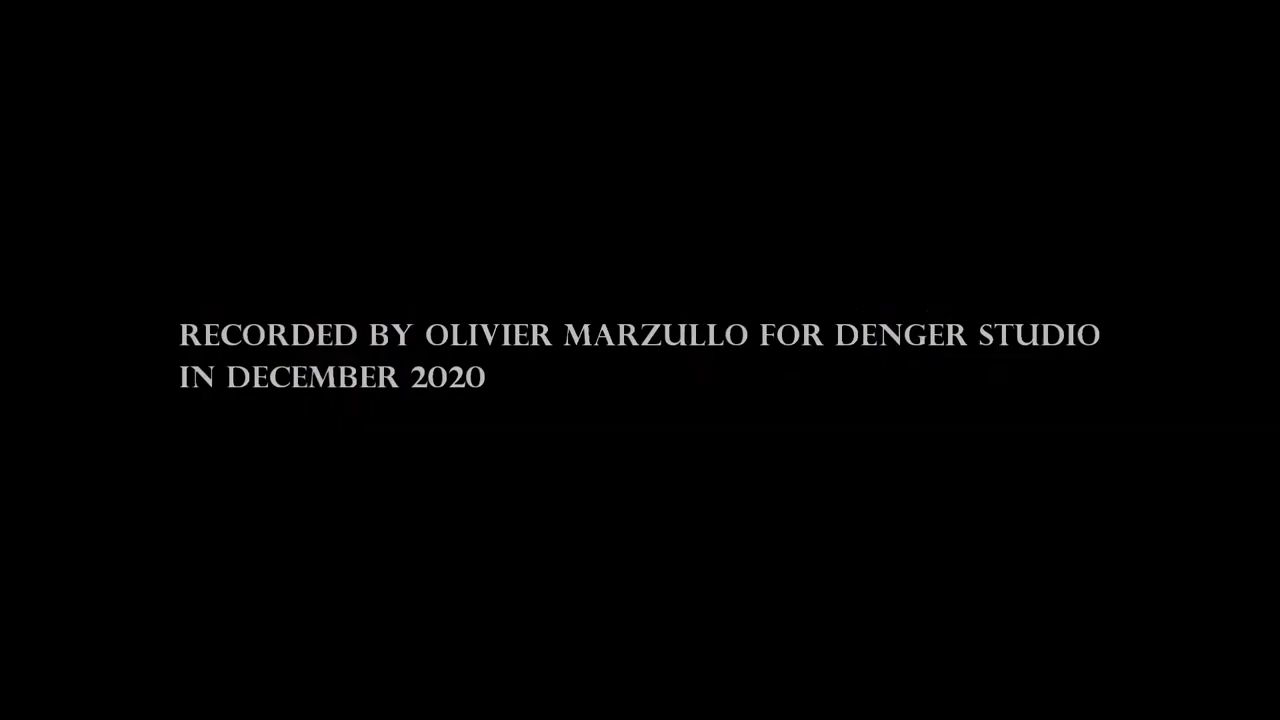 RECORDED BY OLIVIER MARZULLO FOR DENGER STUDIO
IN DECEMBER 2020